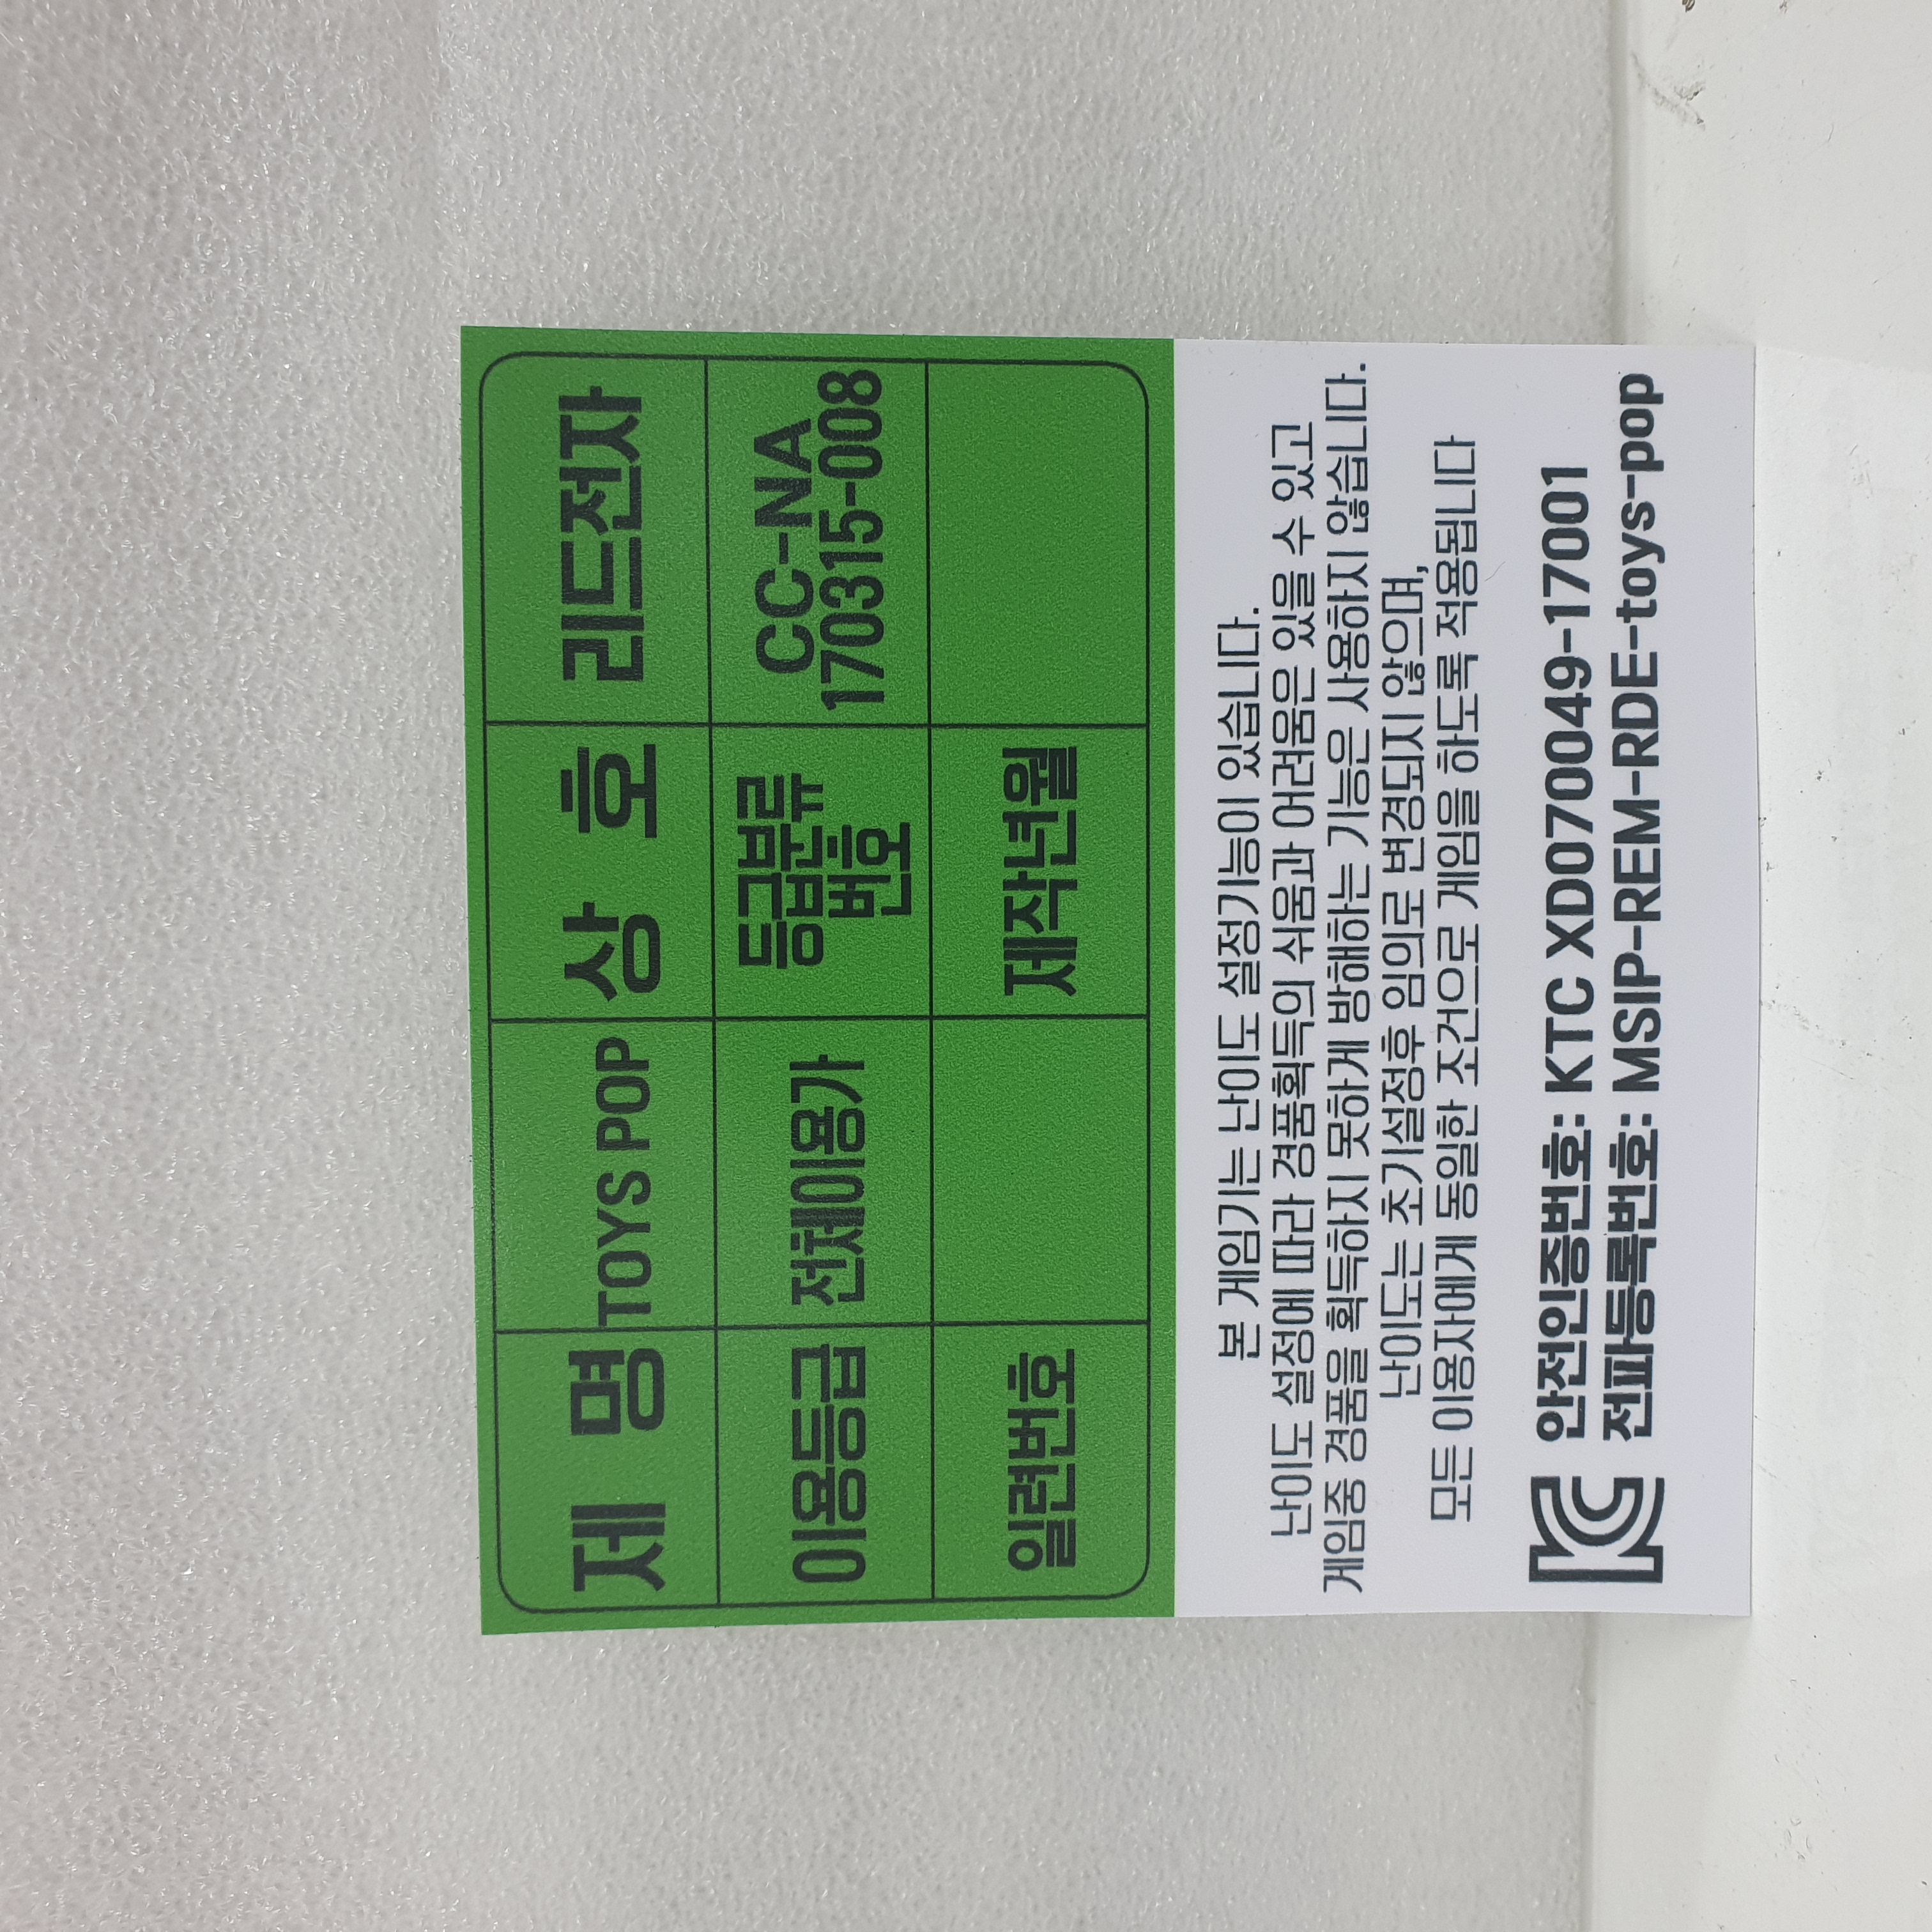 제 명 TOYS POP 상 호 리드전자
이용등급 전체이용가 등급분류 번호 CC-NA 170315-008
일련번호 제작년월
본 게임기는 난이도 설정기능이 있습니다.
난이도 설정에 따라 경품획득의 쉬움과 어려움은 있을 수 있고
게임중 경품을 획득하지 못하게 방해하는 기능은 사용하지 않습니다.
난이도는 초기설정후 임의로 변경되지 않으며,
모든 이용자에게 동일한 조건으로 게임을 하도록 적용됩니다
안전인증번호: KTC XD070049-17001
전파등록번호: MSIP-REM-RDE-toys-pop